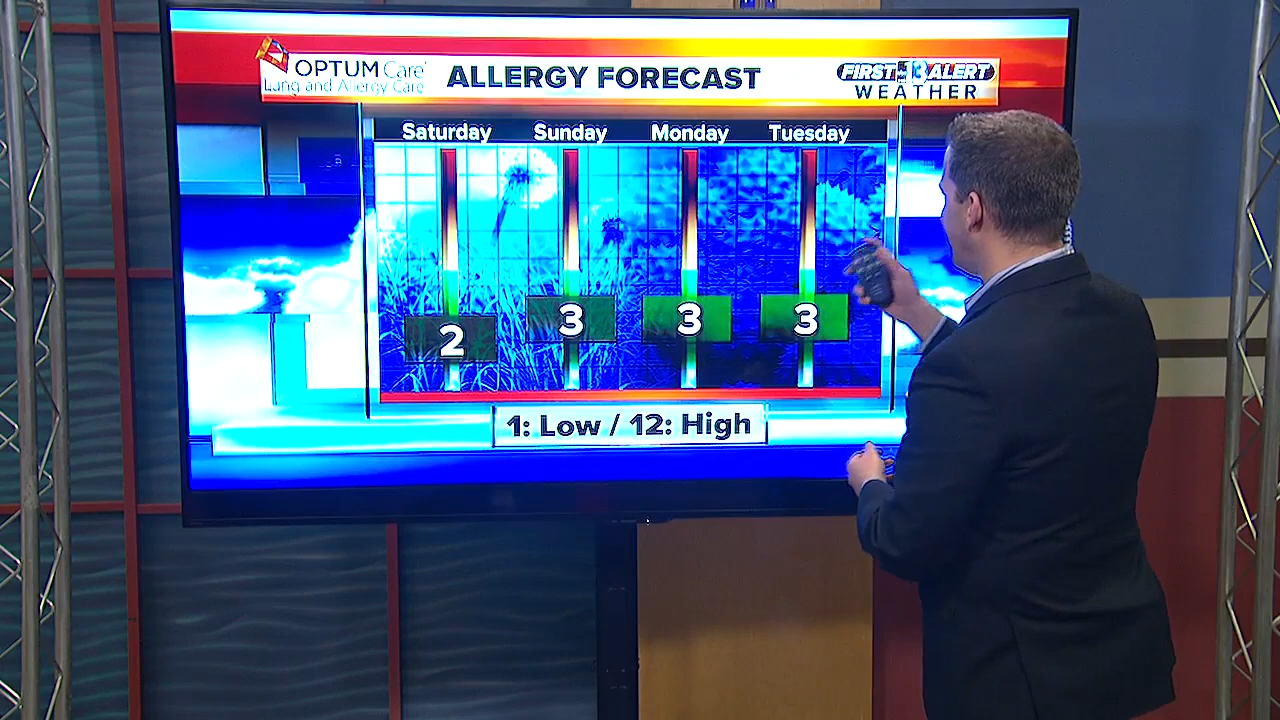 OPTUM Care
Lung and Allergy Care
ALLERGY FORECAST
FIRST 13 ALERT
WEATHER
Saturday Sunday Monday Tuesday
2 3 3 3
1: Low / 12: High